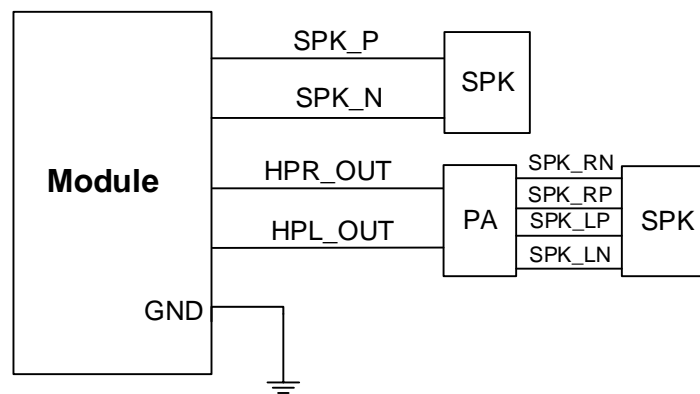 SPK_P
SPK
SPK_N
Module
HPR_OUT
HPL_OUT
PA
SPK_RN
SPK_RP
SPK_LP
SPK_LN
SPK
GND